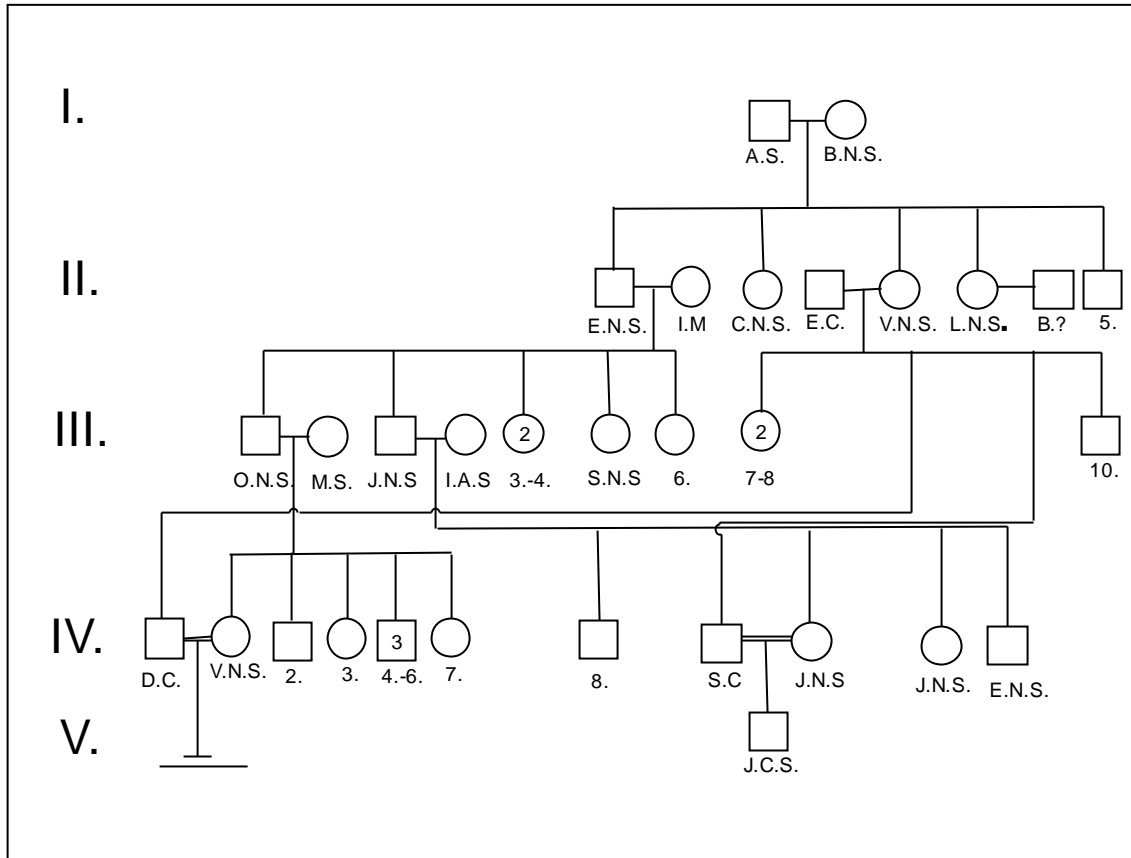 I.
A.S. B.N.S.
II.
E.N.S. I.M C.N.S. E.C. V.N.S. L.N.S. B.? 5.
III.
2 2
O.N.S. M.S. J.N.S I.A.S 3.-4. S.N.S 6. 7-8 10.
IV.
3
D.C. V.N.S. 2. 3. 4.-6. 7. 8. S.C J.N.S J.N.S. E.N.S.
V.
J.C.S.